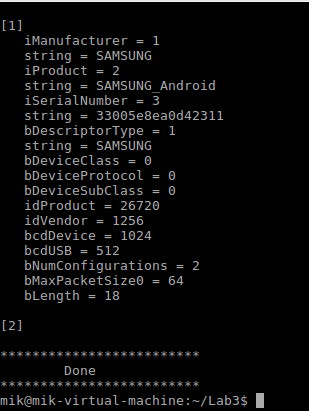 [1]
iManufacturer = 1
string = SAMSUNG
iProduct = 2
string = SAMSUNG_Android
iSerialNumber = 3
string = 33005e8ea0d42311
bDescriptorType = 1
string = SAMSUNG
bDeviceClass = 0
bDeviceProtocol = 0
bDeviceSubClass = 0
idProduct = 26720
idVendor = 1256
bcdDevice = 1024
bcdUSB = 512
bNumConfigurations = 2
bMaxPacketSize0 = 64
bLength = 18
[2]
*************************
Done
*************************
mik@mik-virtual-machine:~/Lab3$